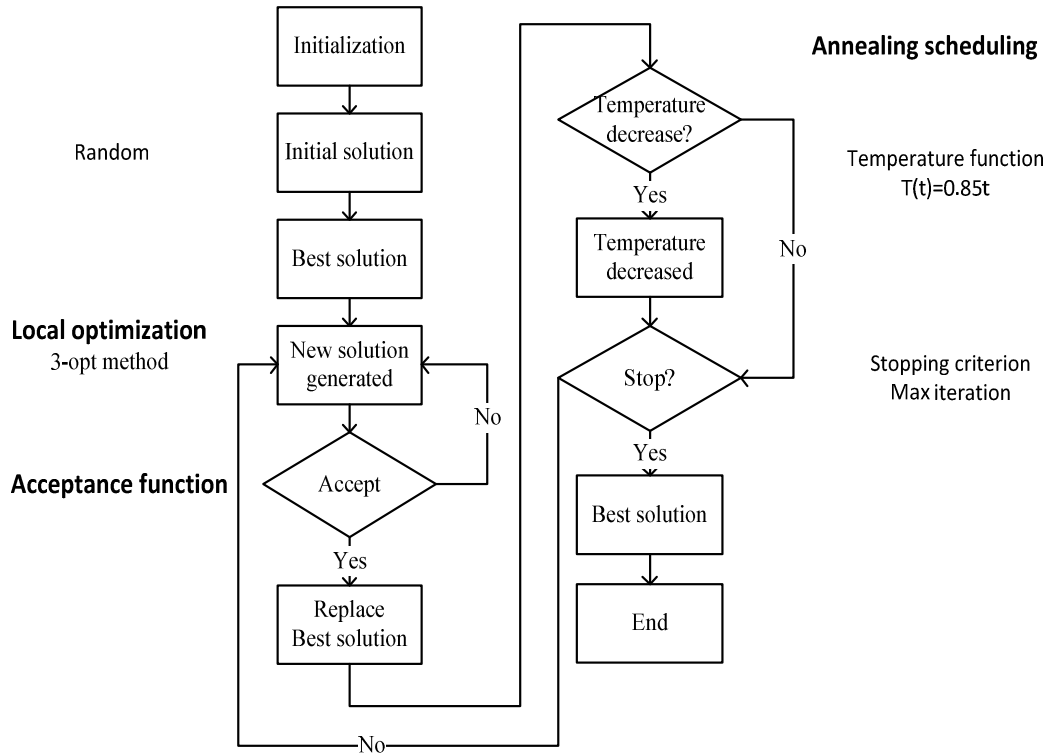 Initialization
Random
Initial solution
Best solution
Local optimization
3-opt method
New solution
generated
No
Acceptance function
Accept
Yes
Replace
Best solution
No
Annealing scheduling
Temperature
decrease?
Temperature function
T(t)=0.85t
Yes
No
Temperature
decreased
Stop?
Stopping criterion
Max iteration
Yes
Best solution
End